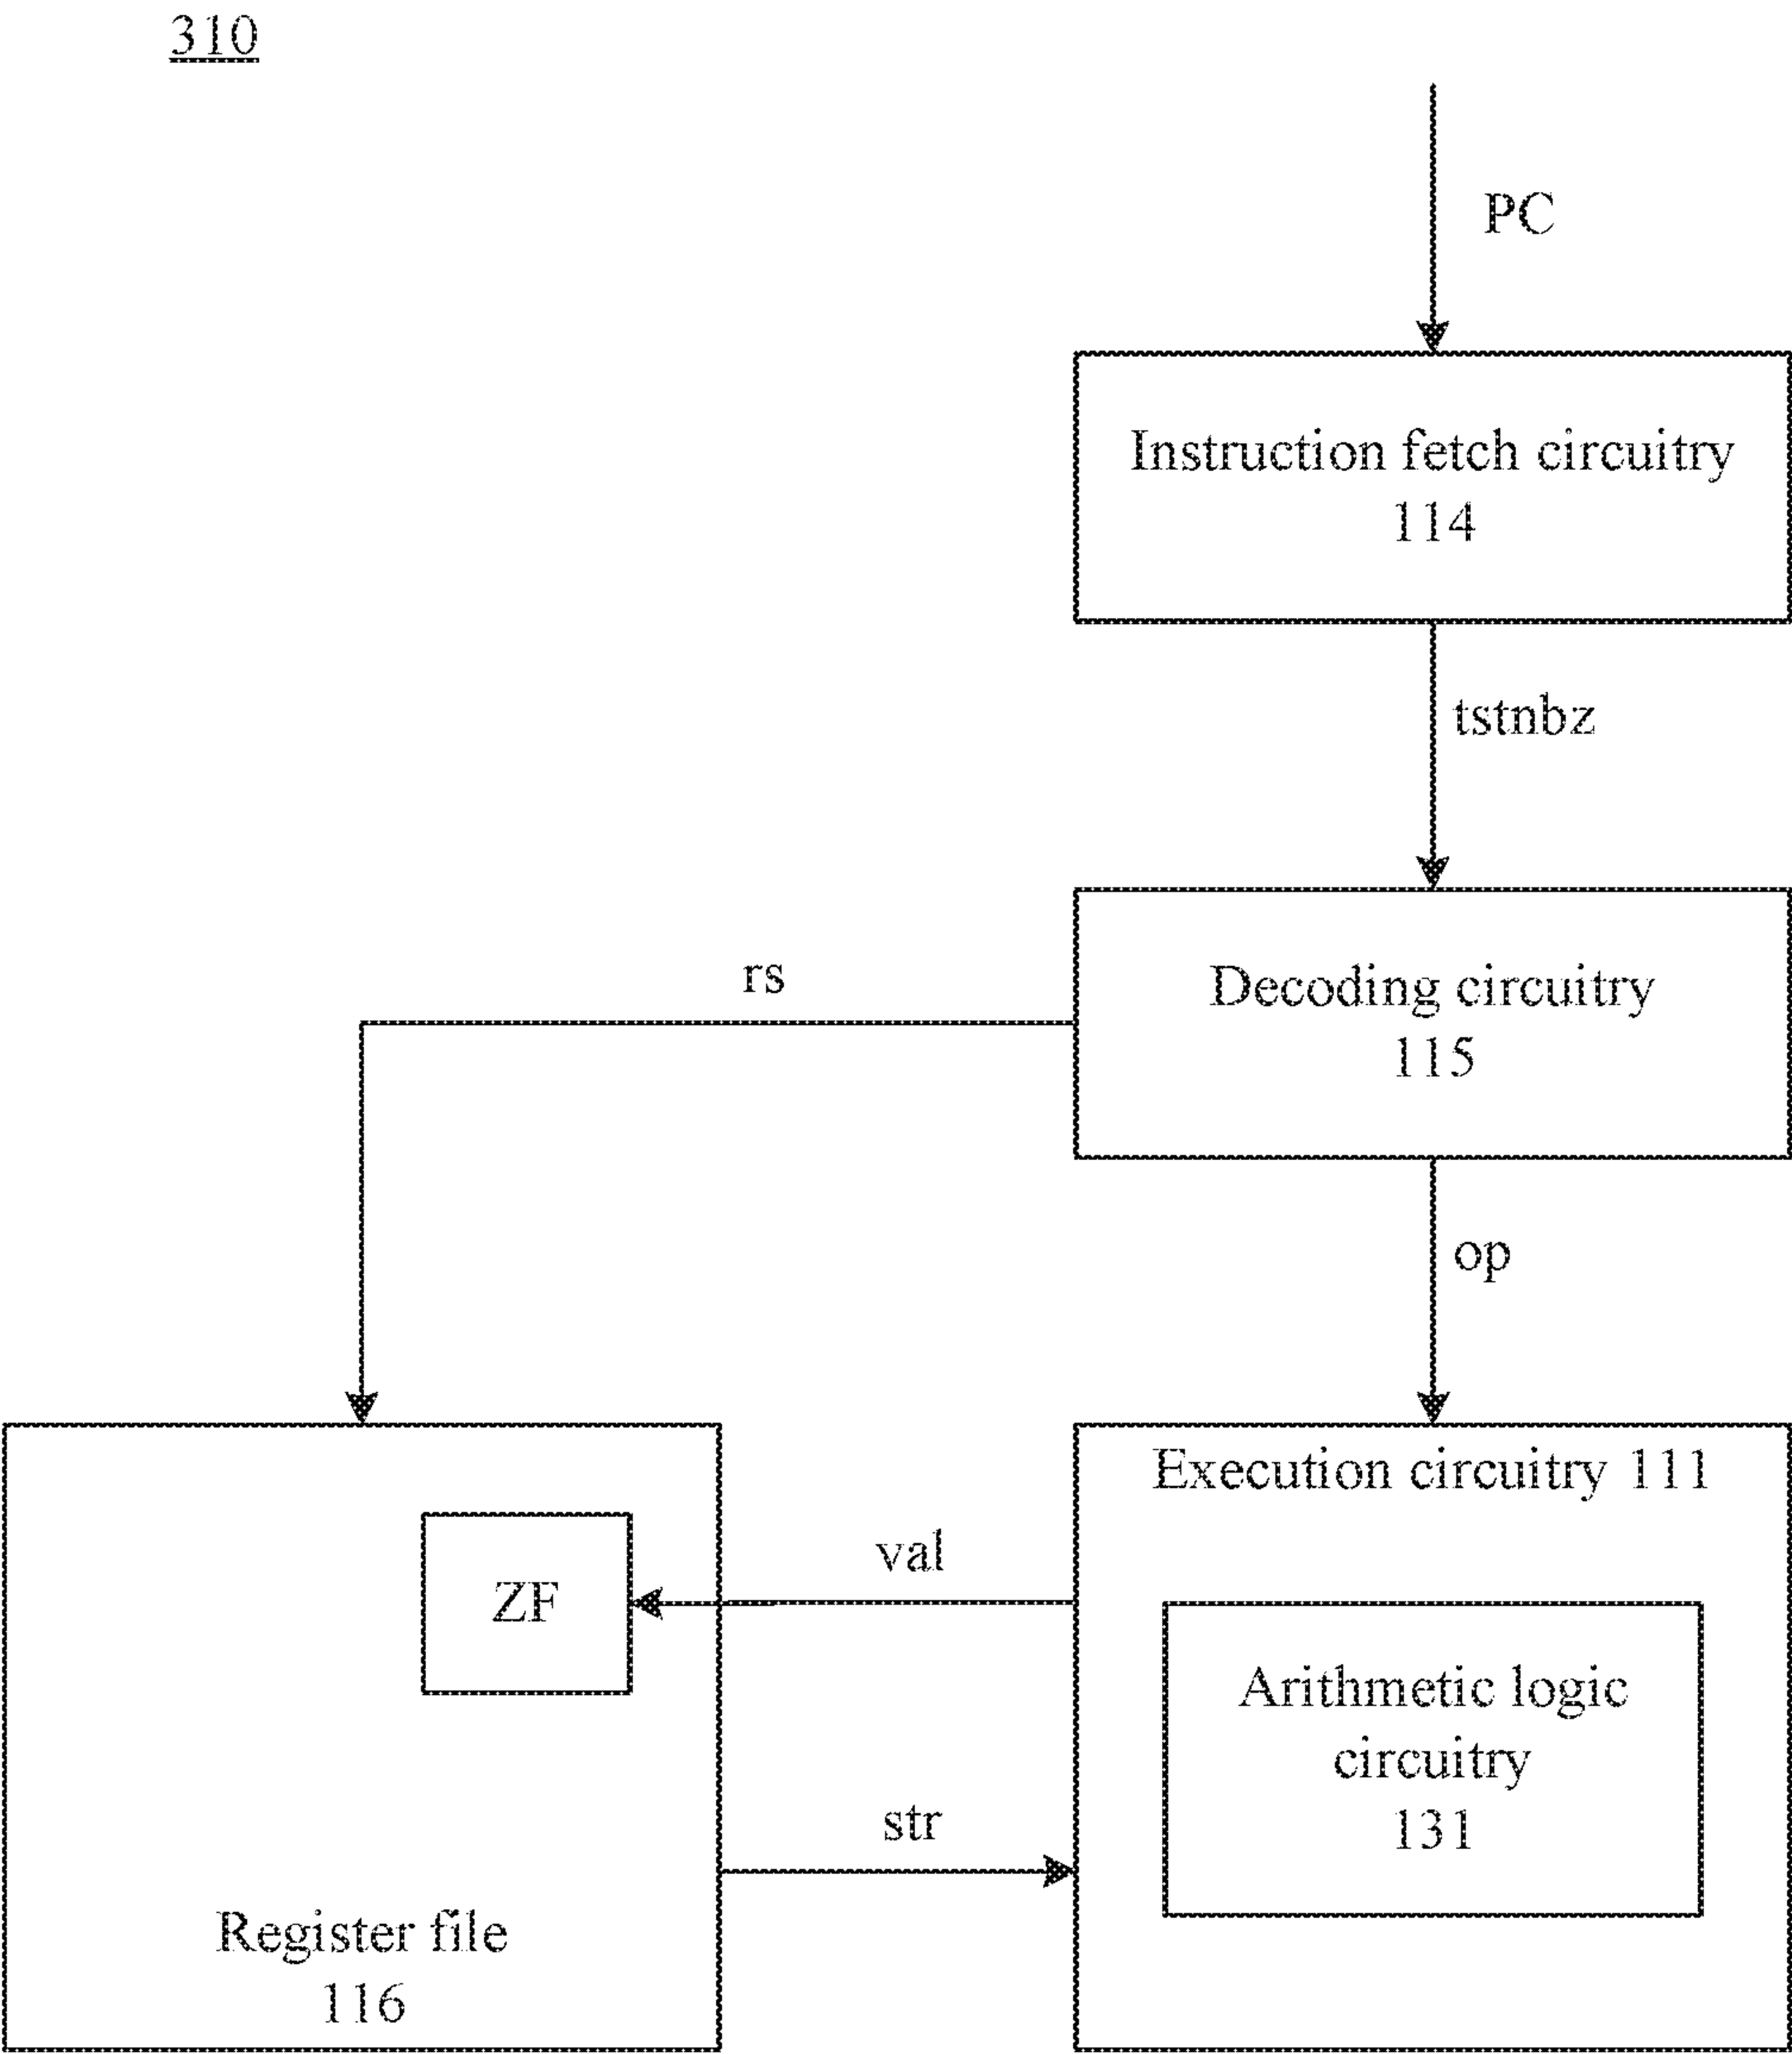 310
PC
Instruction fetch circuitry
114
tstnbz
rs
Decoding circuitry
115
op
Execution circuitry 111
val
ZF
Arithmetic logic
circuitry
131
str
Register file
116